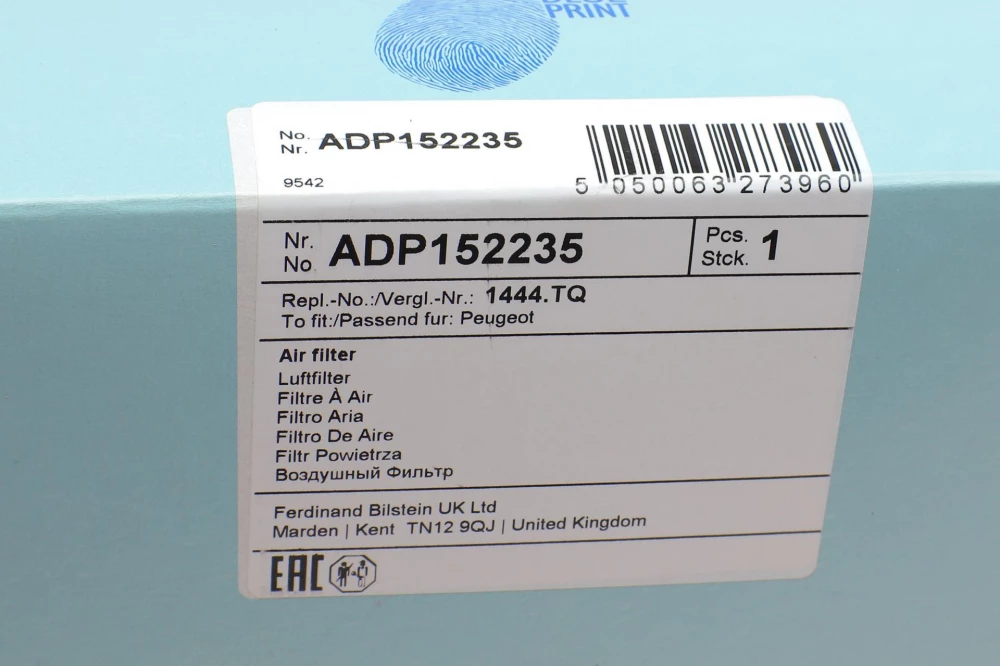 PRINT
No.
Nr. ADP152235
9542
5 050063 273960
Nr.
No ADP152235
Pcs.
Stck. 1
Repl.-No.:/Vergl.-Nr.: 1444.TQ
To fit:/Passend fur: Peugeot
Air filter
Luftfilter
Filtre À Air
Filtro Aria
Filtro De Aire
Filtr Powietrza
Воздушный Фильтр
Ferdinand Bilstein UK Ltd
Marden | Kent TN12 9QJ | United Kingdom
EAC